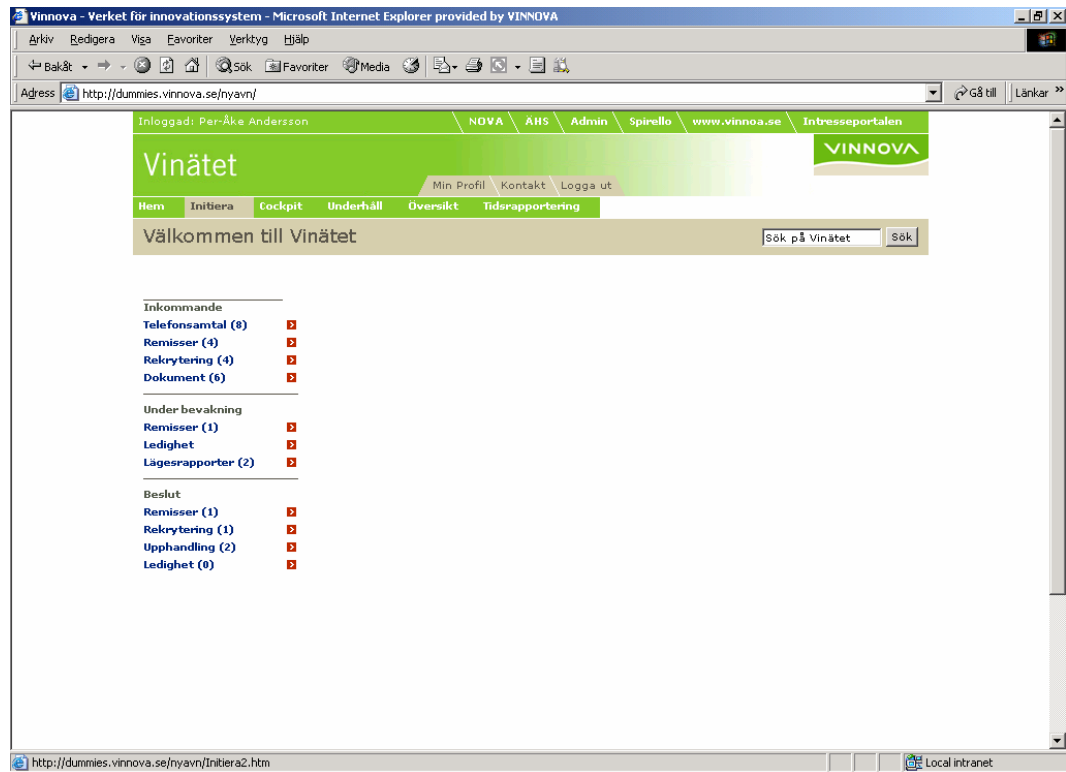 Vinnova - Verket för innovationssystem - Microsoft Internet Explorer provided by VINNOVA
Arkiv Redigera Visa Favoriter Verktyg Hjälp
Bakåt Sök Favoriter Media
Adress http://dummies.vinnova.se/nyavn/ Gå till Länkar »
Inloggad: Per-Åke Andersson NOVA ÄHS Admin Spirello www.vinnoa.se Intresseportalen
Vinätet VINNOVA
Min Profil Kontakt Logga ut
Hem Initiera Cockpit Underhåll Översikt Tidsrapportering
Välkommen till Vinätet Sök på Vinätet Sök
Inkommande
Telefonsamtal (8)
Remisser (4)
Rekrytering (4)
Dokument (6)
Under bevakning
Remisser (1)
Ledighet
Lägesrapporter (2)
Beslut
Remisser (1)
Rekrytering (1)
Upphandling (2)
Ledighet (0)
http://dummies.vinnova.se/nyavn/Initiera2.htm Local intranet